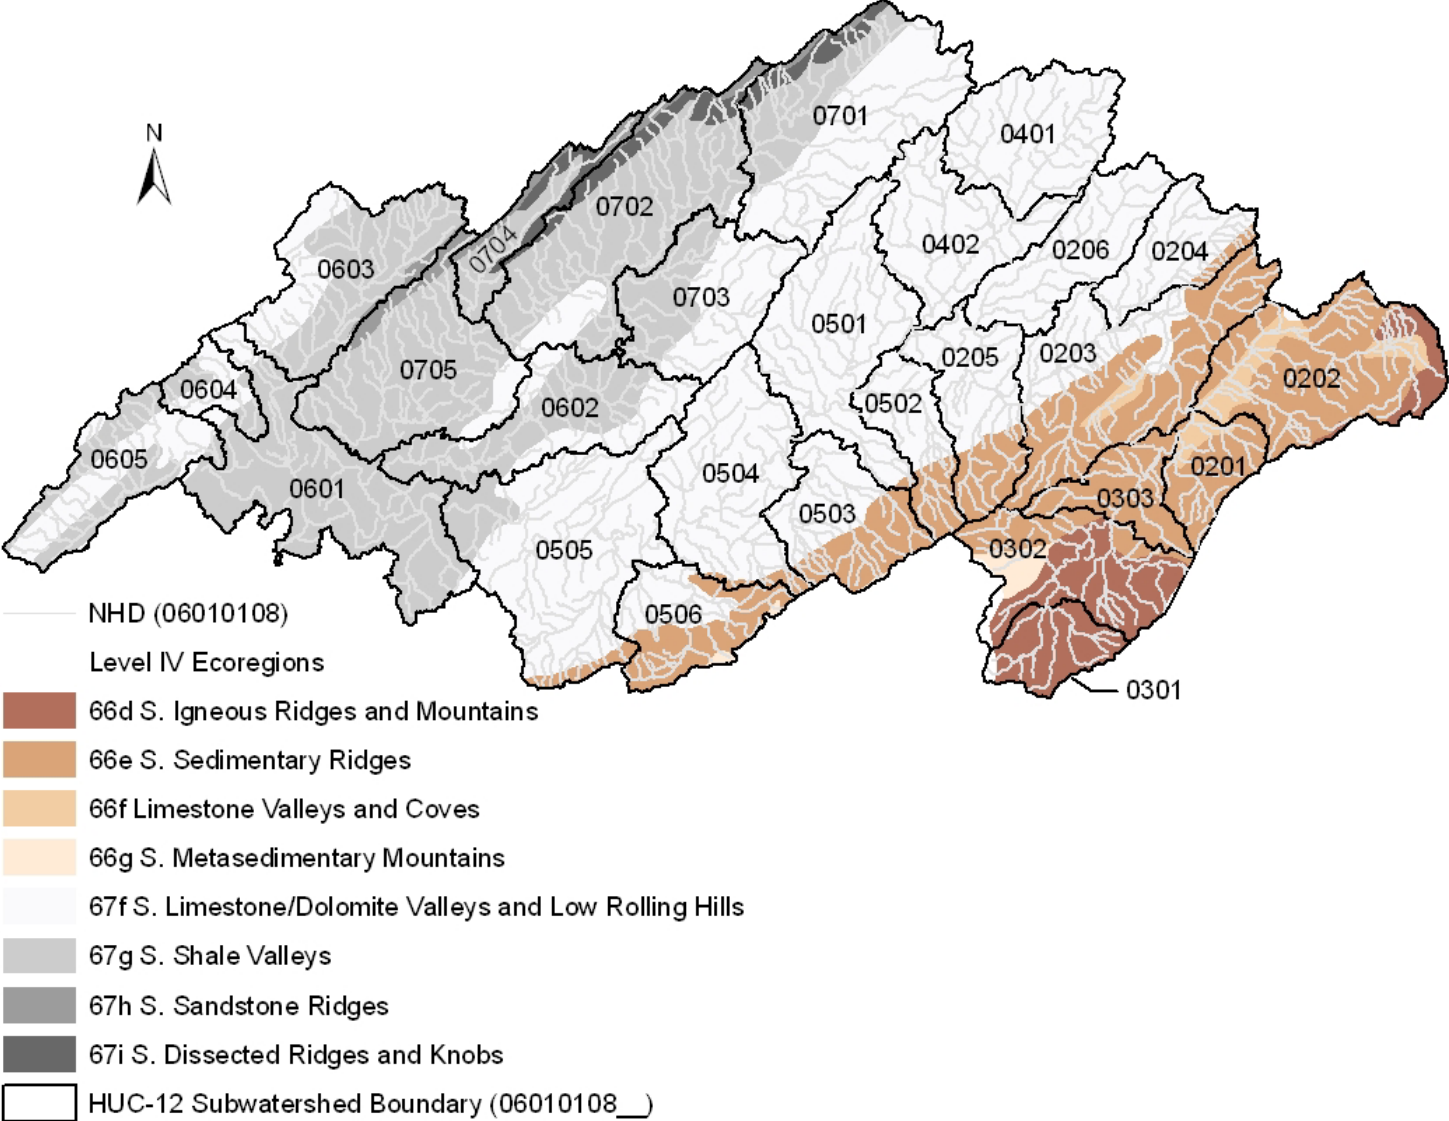 N
0701
0401
0702
0704
0402
0206
0204
0603
0703
0501
0205
0203
0705
0202
0604
0602
0502
0605
0504
0201
0601
0303
0503
0505
0302
0506
0301
NHD (06010108)
Level IV Ecoregions
66d S. Igneous Ridges and Mountains
66e S. Sedimentary Ridges
66f Limestone Valleys and Coves
66g S. Metasedimentary Mountains
67f S. Limestone/Dolomite Valleys and Low Rolling Hills
67g S. Shale Valleys
67h S. Sandstone Ridges
67i S. Dissected Ridges and Knobs
HUC-12 Subwatershed Boundary (06010108__)